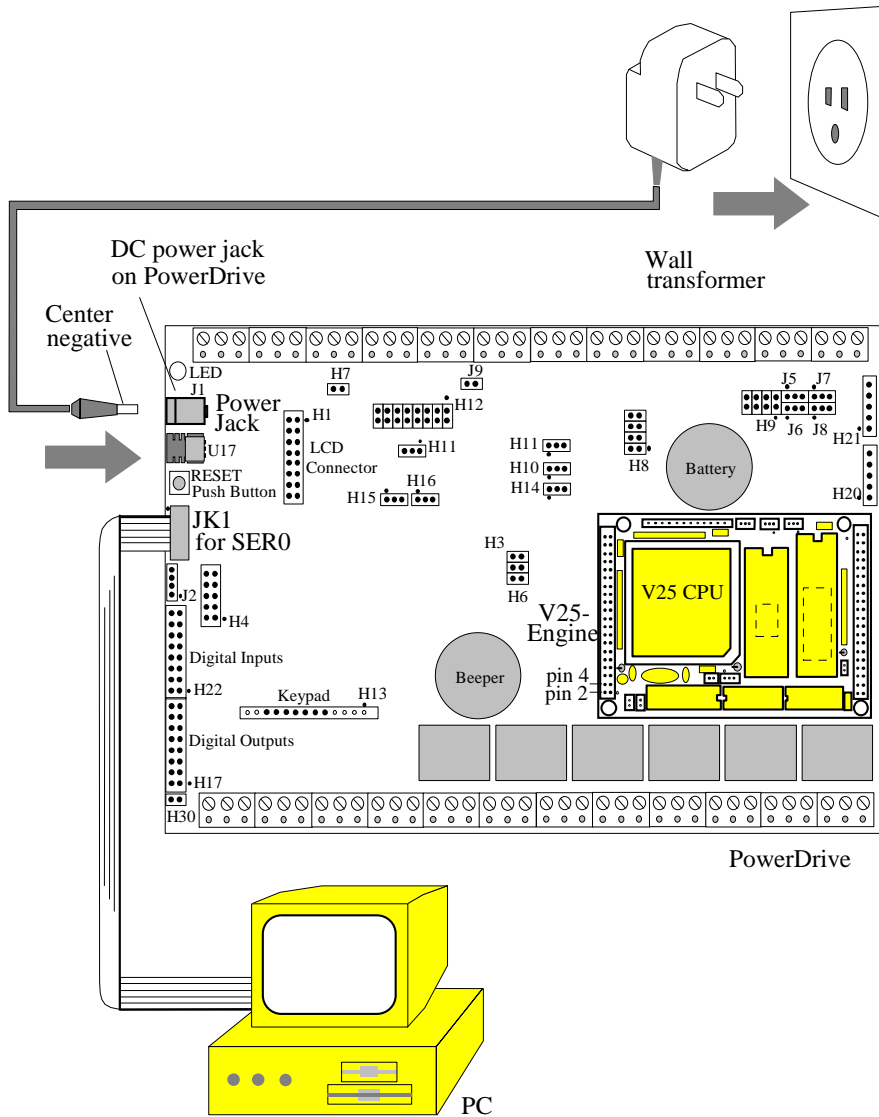 DC power jack
on PowerDrive
Wall
transformer
Center
negative
LED
H7
J9
J5
J7
J1
Power
Jack
H1
H12
H9
J6
J8
H21
U17
LCD
Connector
H11
H11
H10
H14
H8
Battery
RESET
Push Button
H15
H16
H20
JK1
for SER0
H3
H6
V25 CPU
V25-
Engine
J2
H4
Digital Inputs
H22
Keypad
H13
Beeper
pin 4
pin 2
Digital Outputs
H17
H30
PowerDrive
PC